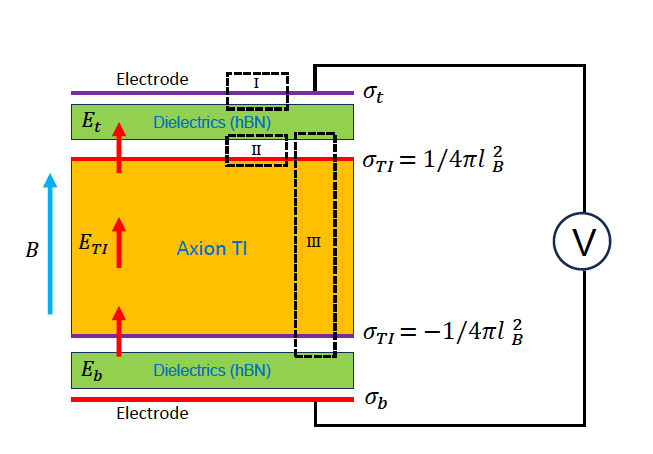 Electrode
I
σ_t
E_t
Dielectrics (hBN)
II
σ_TI = 1/4πl_B^2
B
E_TI
Axion TI
III
V
σ_TI = −1/4πl_B^2
E_b
Dielectrics (hBN)
Electrode
σ_b